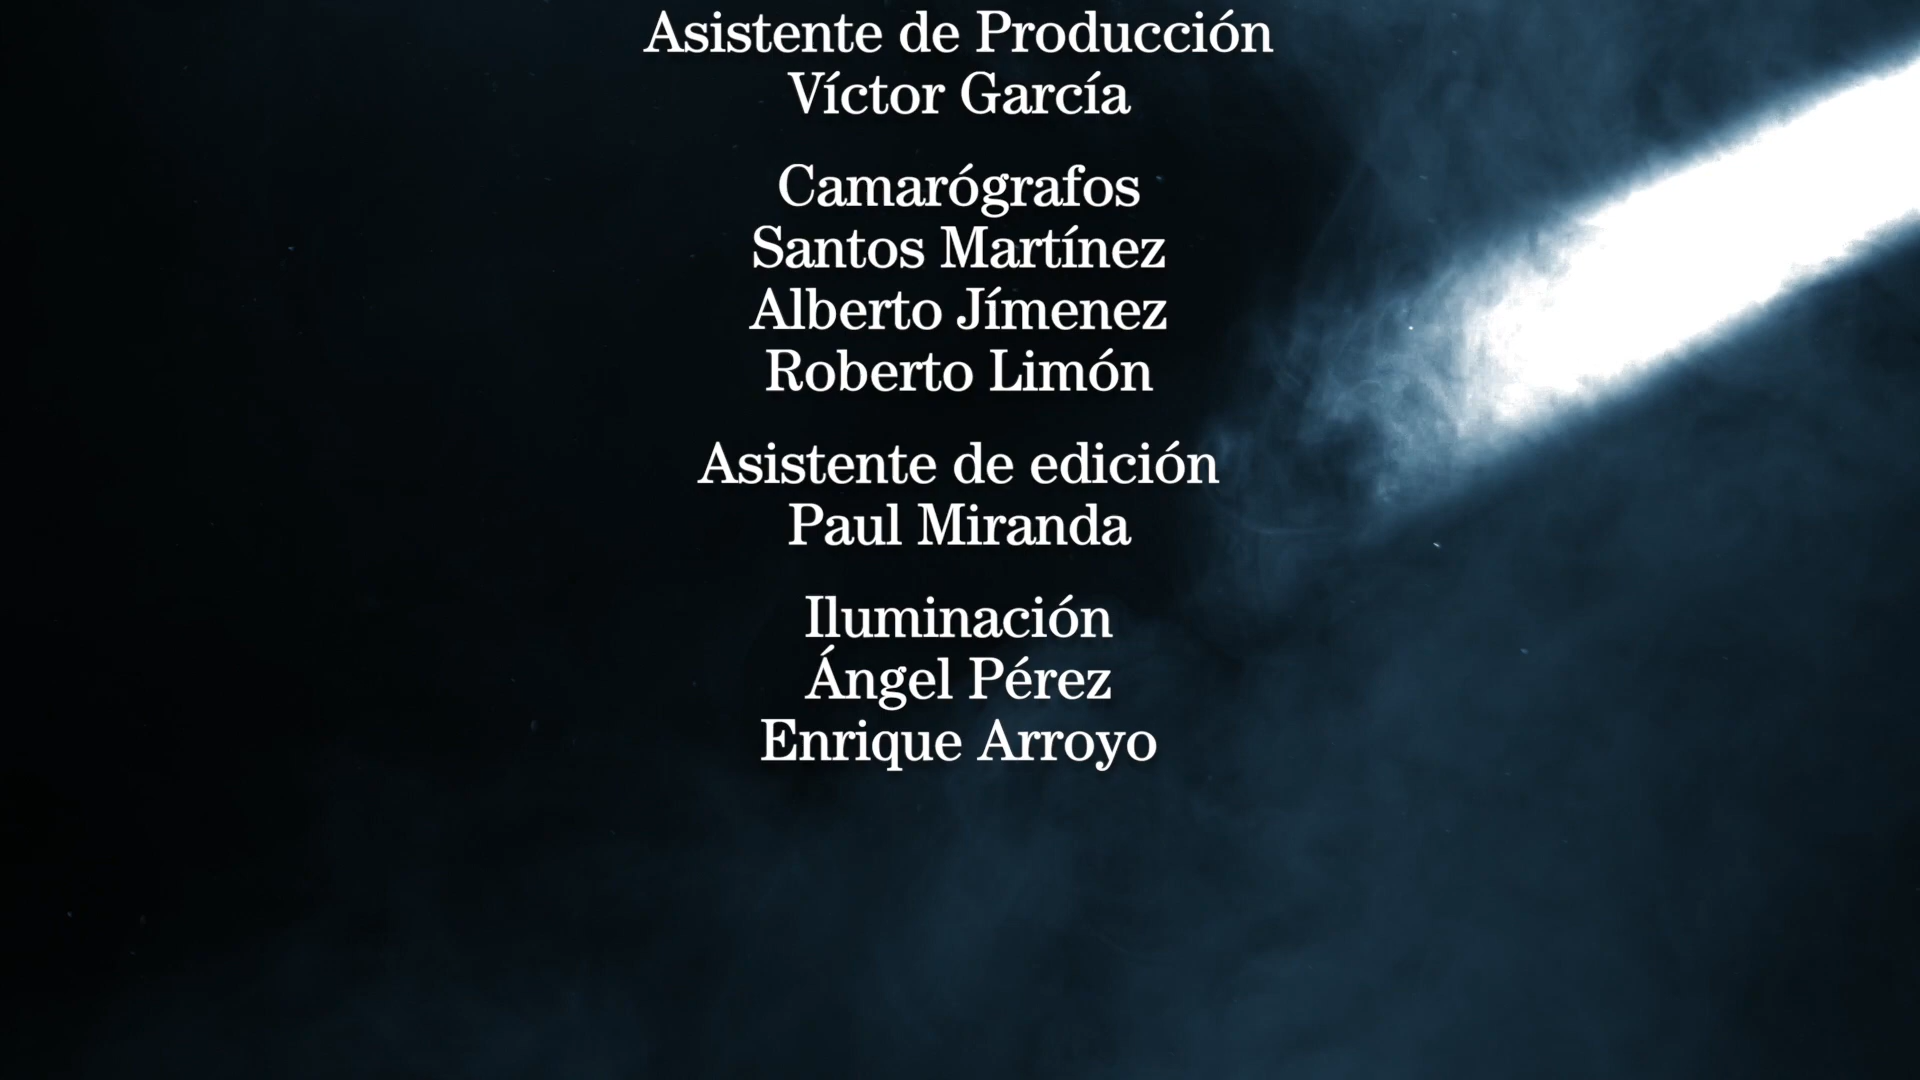 Asistente de Producción
Víctor García
Camarógrafos
Santos Martínez
Alberto Jímenez
Roberto Limón
Asistente de edición
Paul Miranda
Iluminación
Ángel Pérez
Enrique Arroyo